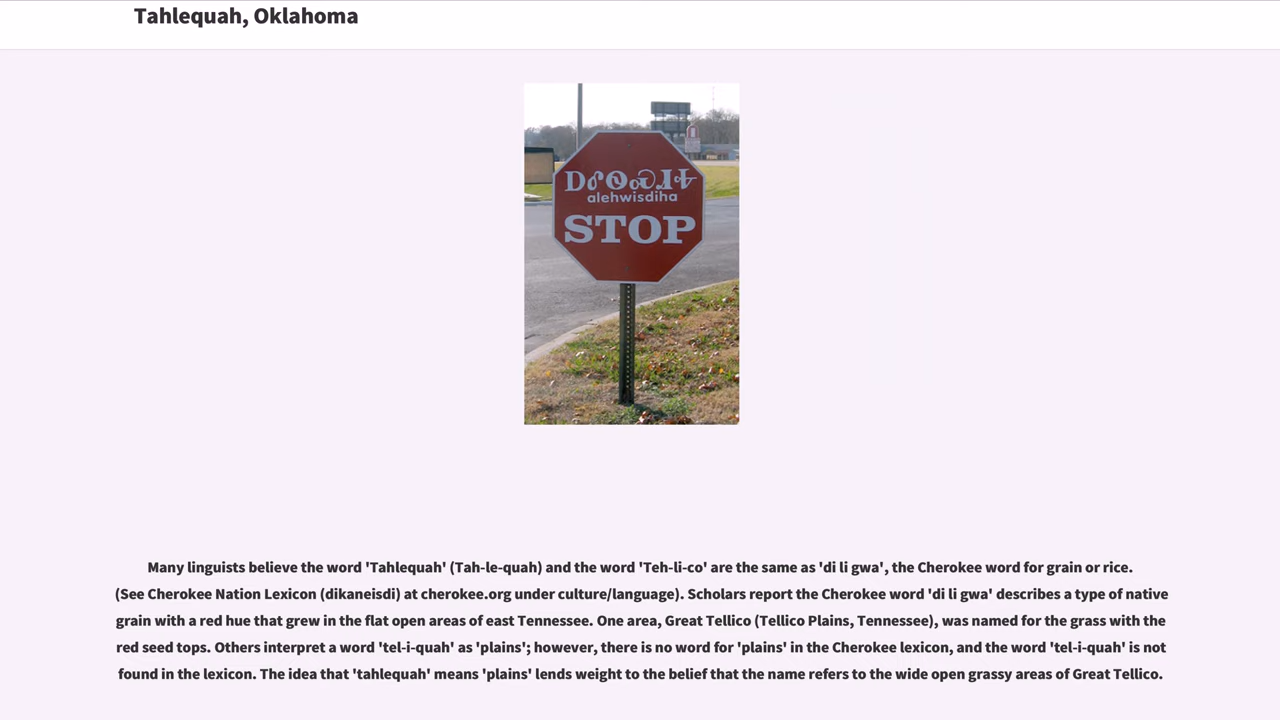 Tahlequah, Oklahoma
ᎠᎴᏫᏍᏗᎭ
alehwisdiha
STOP
Many linguists believe the word 'Tahlequah' (Tah-le-quah) and the word 'Teh-li-co' are the same as 'di li gwa', the Cherokee word for grain or rice.
(See Cherokee Nation Lexicon (dikaneisdi) at cherokee.org under culture/language). Scholars report the Cherokee word 'di li gwa' describes a type of native
grain with a red hue that grew in the flat open areas of east Tennessee. One area, Great Tellico (Tellico Plains, Tennessee), was named for the grass with the
red seed tops. Others interpret a word 'tel-i-quah' as 'plains'; however, there is no word for 'plains' in the Cherokee lexicon, and the word 'tel-i-quah' is not
found in the lexicon. The idea that 'tahlequah' means 'plains' lends weight to the belief that the name refers to the wide open grassy areas of Great Tellico.